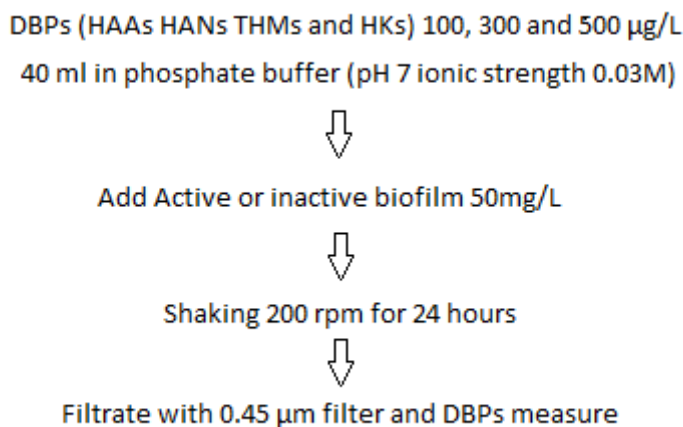 DBPs (HAAs HANs THMs and HKs) 100, 300 and 500 µg/L
40 ml in phosphate buffer (pH 7 ionic strength 0.03M)
Add Active or inactive biofilm 50mg/L
Shaking 200 rpm for 24 hours
Filtrate with 0.45 µm filter and DBPs measure